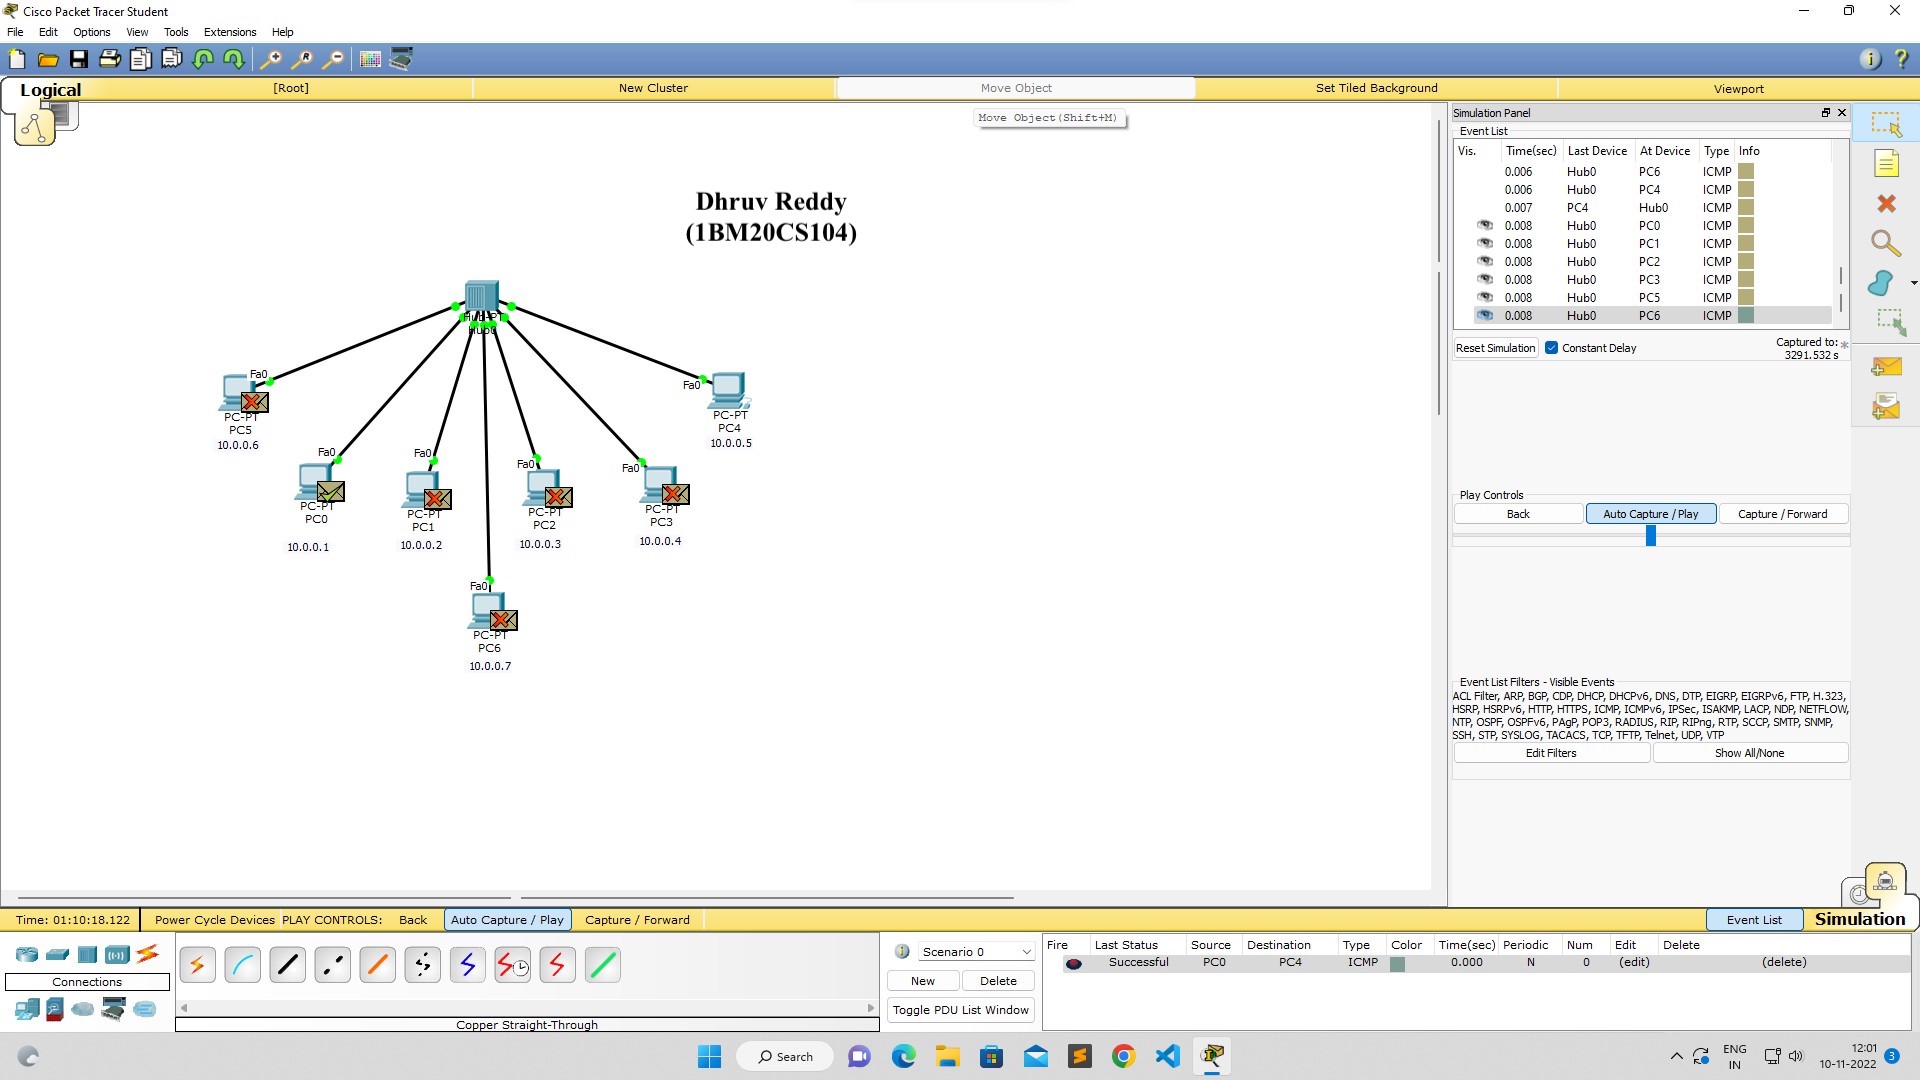 Cisco Packet Tracer Student
File Edit Options View Tools Extensions Help
Logical [Root] New Cluster Move Object Set Tiled Background Viewport
Move Object(Shift+M)
Dhruv Reddy
(1BM20CS104)
Hub-PT
Hub0
Fa0
PC-PT
PC5
10.0.0.6
Fa0
PC-PT
PC4
10.0.0.5
Fa0
PC-PT
PC0
10.0.0.1
Fa0
PC-PT
PC1
10.0.0.2
Fa0
PC-PT
PC2
10.0.0.3
Fa0
PC-PT
PC3
10.0.0.4
Fa0
PC-PT
PC6
10.0.0.7
Simulation Panel
Event List
Vis. Time(sec) Last Device At Device Type Info
0.006 Hub0 PC6 ICMP
0.006 Hub0 PC4 ICMP
0.007 PC4 Hub0 ICMP
0.008 Hub0 PC0 ICMP
0.008 Hub0 PC1 ICMP
0.008 Hub0 PC2 ICMP
0.008 Hub0 PC3 ICMP
0.008 Hub0 PC5 ICMP
0.008 Hub0 PC6 ICMP
Reset Simulation Constant Delay Captured to: *
3291.532 s
Play Controls
Back Auto Capture / Play Capture / Forward
Event List Filters - Visible Events
ACL Filter, ARP, BGP, CDP, DHCP, DHCPv6, DNS, DTP, EIGRP, EIGRPv6, FTP, H.323,
HSRP, HSRPv6, HTTP, HTTPS, ICMP, ICMPv6, IPSec, ISAKMP, LACP, NDP, NETFLOW,
NTP, OSPF, OSPFv6, PAgP, POP3, RADIUS, RIP, RIPng, RTP, SCCP, SMTP, SNMP,
SSH, STP, SYSLOG, TACACS, TCP, TFTP, Telnet, UDP, VTP
Edit Filters Show All/None
Time: 01:10:18.122 Power Cycle Devices PLAY CONTROLS: Back Auto Capture / Play Capture / Forward Event List Simulation
Connections
Copper Straight-Through
Scenario 0
New Delete
Toggle PDU List Window
Fire Last Status Source Destination Type Color Time(sec) Periodic Num Edit Delete
Successful PC0 PC4 ICMP 0.000 N 0 (edit) (delete)
Search
ENG
IN
12:01
10-11-2022
3